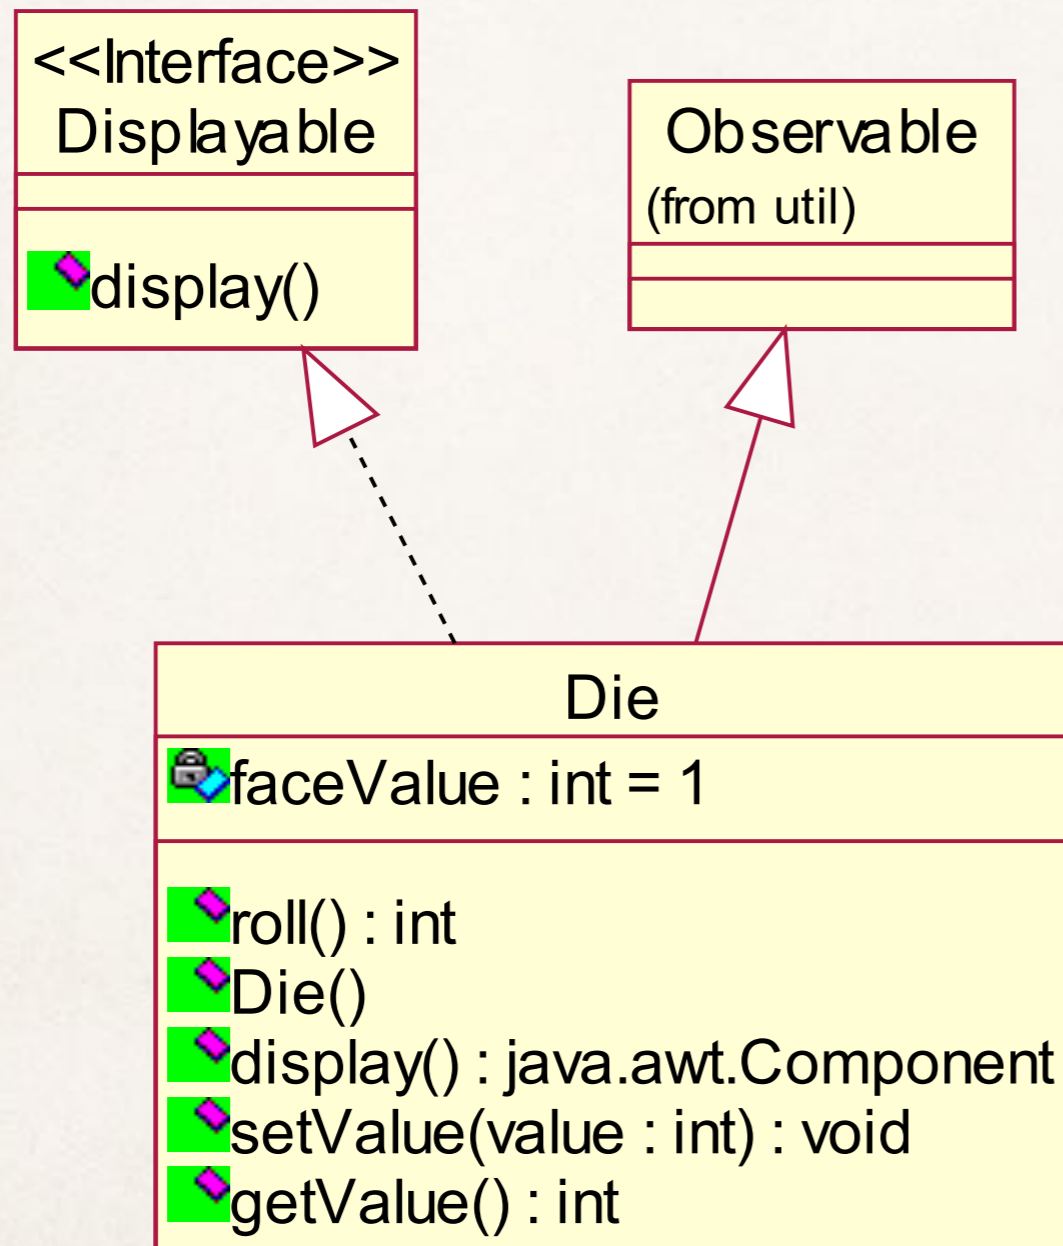 <<Interface>>
Displayable
display()
Observable
(from util)
Die
faceValue : int = 1
roll() : int
Die()
display() : java.awt.Component
setValue(value : int) : void
getValue() : int